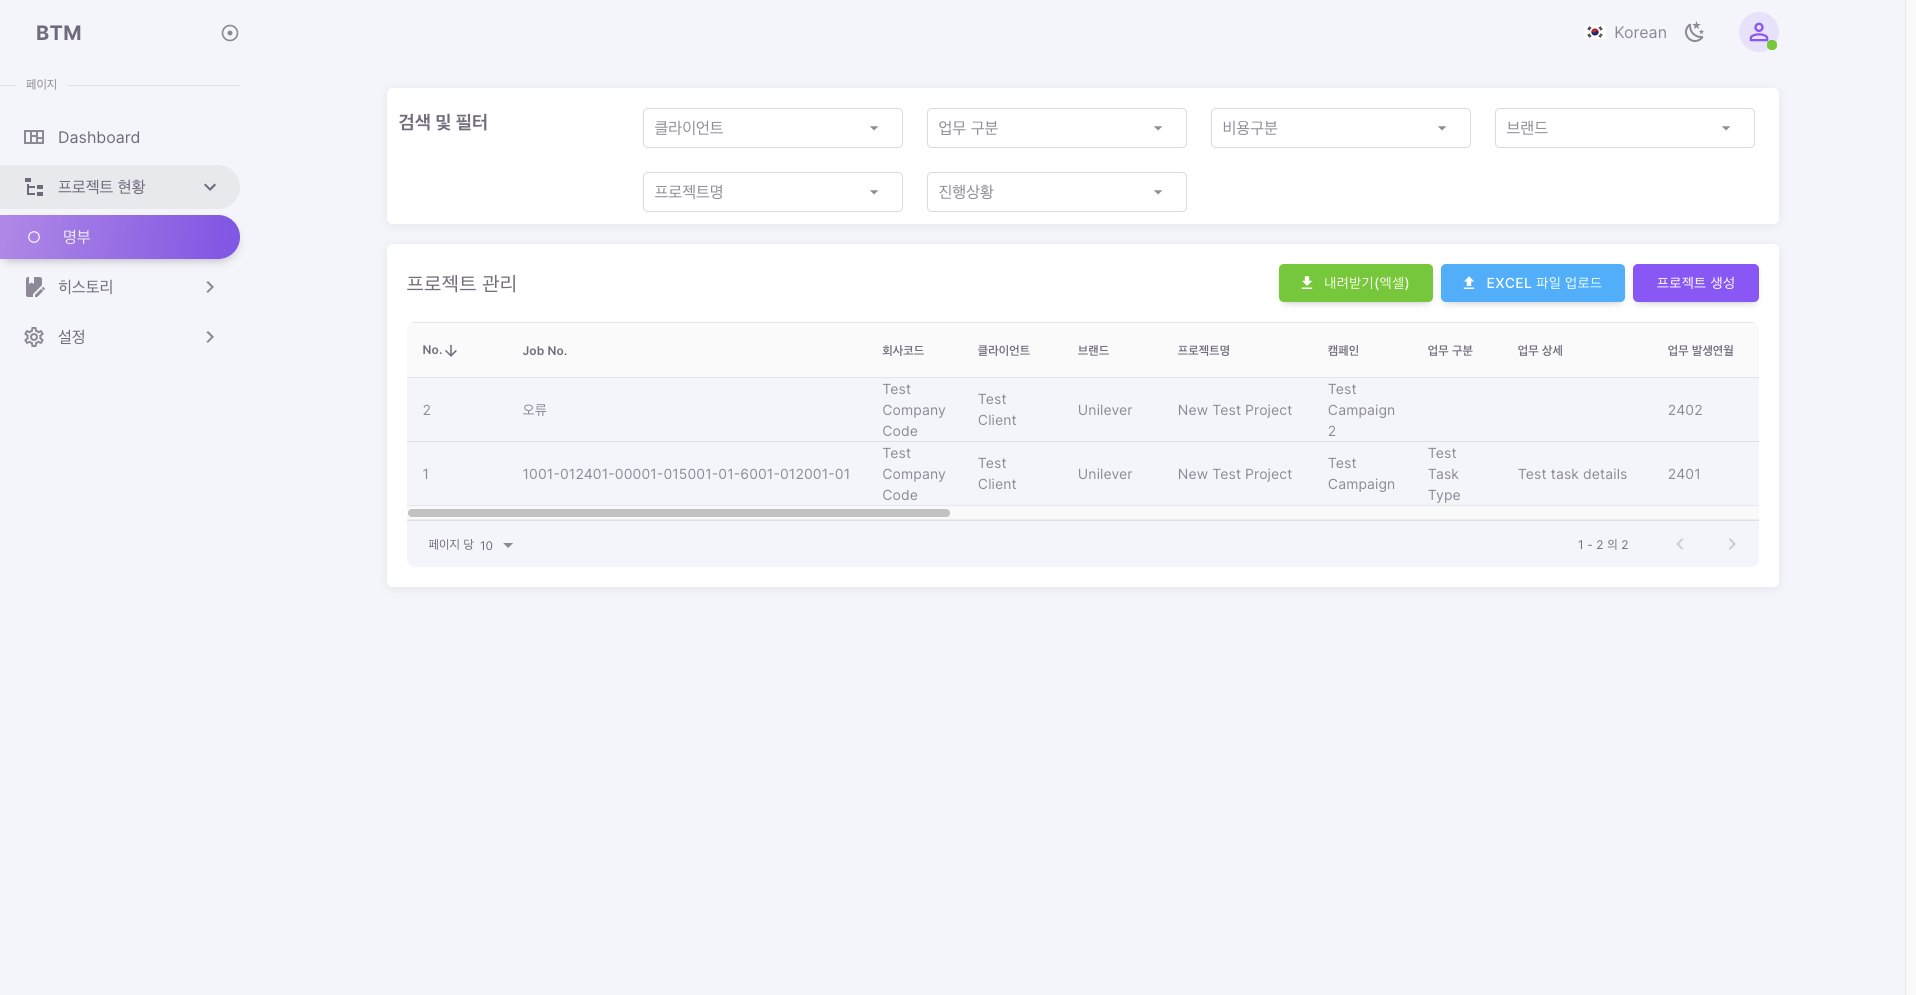 BTM
Korean
페이지
Dashboard
프로젝트 현황
명부
히스토리
설정
검색 및 필터
클라이언트
업무 구분
비용구분
브랜드
프로젝트명
진행상황
프로젝트 관리
내려받기(엑셀)
EXCEL 파일 업로드
프로젝트 생성
No. Job No. 회사코드 클라이언트 브랜드 프로젝트명 캠페인 업무 구분 업무 상세 업무 발생연월
2 오류 Test Company Code Test Client Unilever New Test Project Test Campaign 2 2402
1 1001-012401-00001-015001-01-6001-012001-01 Test Company Code Test Client Unilever New Test Project Test Campaign Test Task Type Test task details 2401
페이지 당 10
1 - 2 의 2